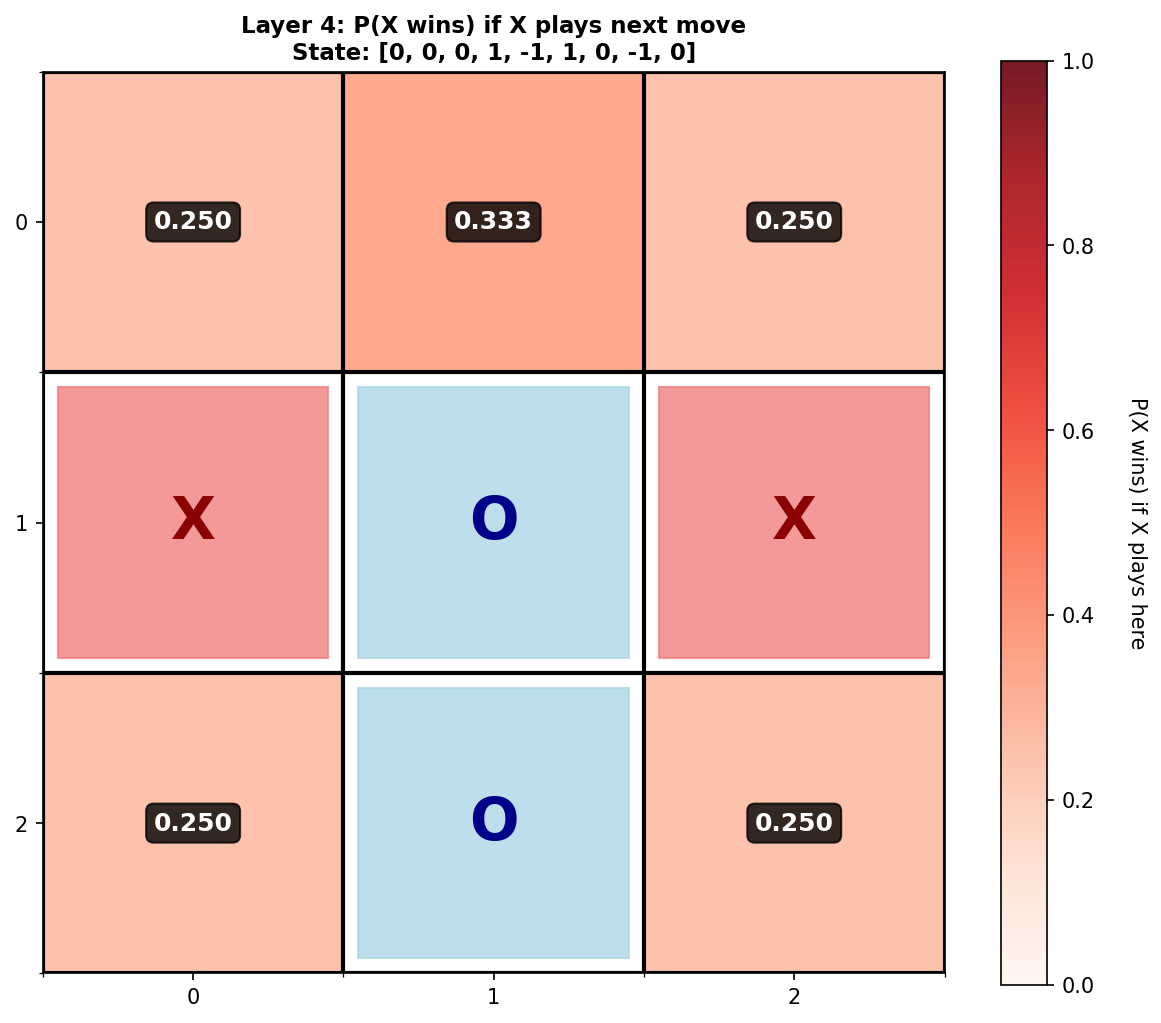 Layer 4: P(X wins) if X plays next move
State: [0, 0, 0, 1, -1, 1, 0, -1, 0]
0.250 0.333 0.250
X O X
0.250 O 0.250
0
1
2
0 1 2
1.0
0.8
0.6
0.4
0.2
0.0
P(X wins) if X plays here